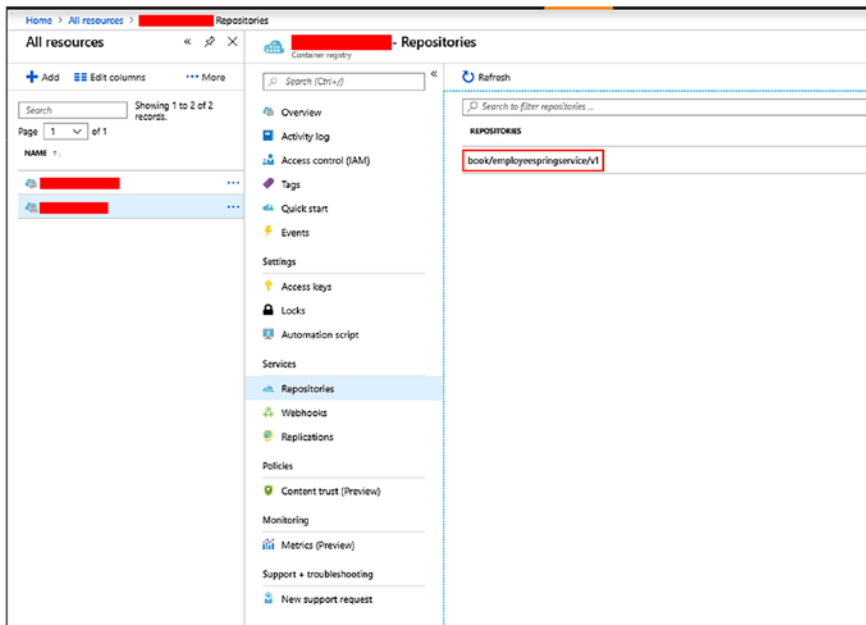 Home > All resources > Repositories
All resources
Add Edit columns ••• More
Search
Showing 1 to 2 of 2 records.
Page 1 of 1
NAME
- Repositories
Container registry
Search (Ctrl+/)
Overview
Activity log
Access control (IAM)
Tags
Quick start
Events
Settings
Access keys
Locks
Automation script
Services
Repositories
Webhooks
Replications
Policies
Content trust (Preview)
Monitoring
Metrics (Preview)
Support + troubleshooting
New support request
Refresh
Search to filter repositories ...
REPOSITORIES
book/employeespringservice/v1